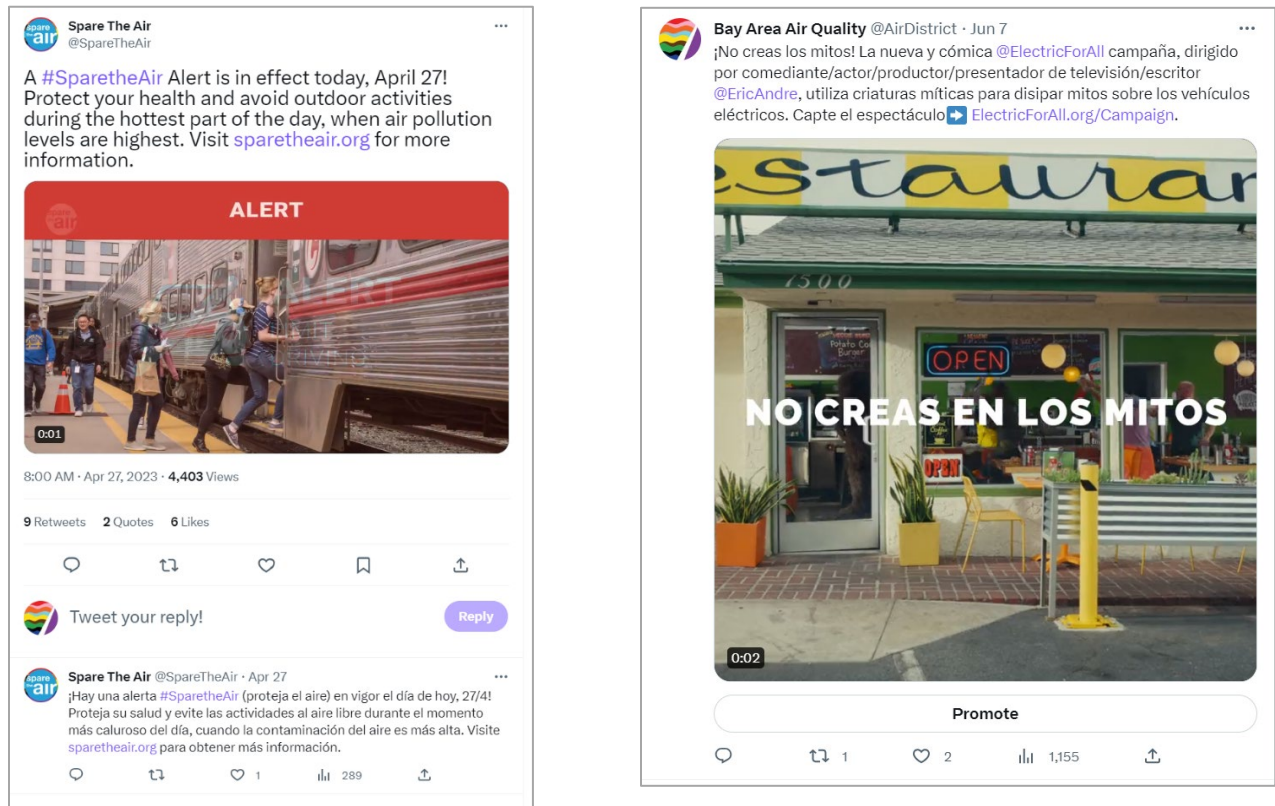 Spare The Air
@SpareTheAir
A #SparetheAir Alert is in effect today, April 27!
Protect your health and avoid outdoor activities
during the hottest part of the day, when air pollution
levels are highest. Visit sparetheair.org for more
information.
spare the air
ALERT
0:01
8:00 AM · Apr 27, 2023 · 4,403 Views
9 Retweets 2 Quotes 6 Likes
Tweet your reply!
Reply
Spare The Air @SpareTheAir · Apr 27
¡Hay una alerta #SparetheAir (proteja el aire) en vigor el día de hoy, 27/4!
Proteja su salud y evite las actividades al aire libre durante el momento
más caluroso del día, cuando la contaminación del aire es más alta. Visite
sparetheair.org para obtener más información.
1 289
Bay Area Air Quality @AirDistrict · Jun 7
¡No creas los mitos! La nueva y cómica @ElectricForAll campaña, dirigido
por comediante/actor/productor/presentador de televisión/escritor
@EricAndre, utiliza criaturas míticas para disipar mitos sobre los vehículos
eléctricos. Capte el espectáculo ElectricForAll.org/Campaign.
estauran
1500
Potato
Burger
OPEN
NO CREAS EN LOS MITOS
OPEN
0:02
Promote
1 2 1,155